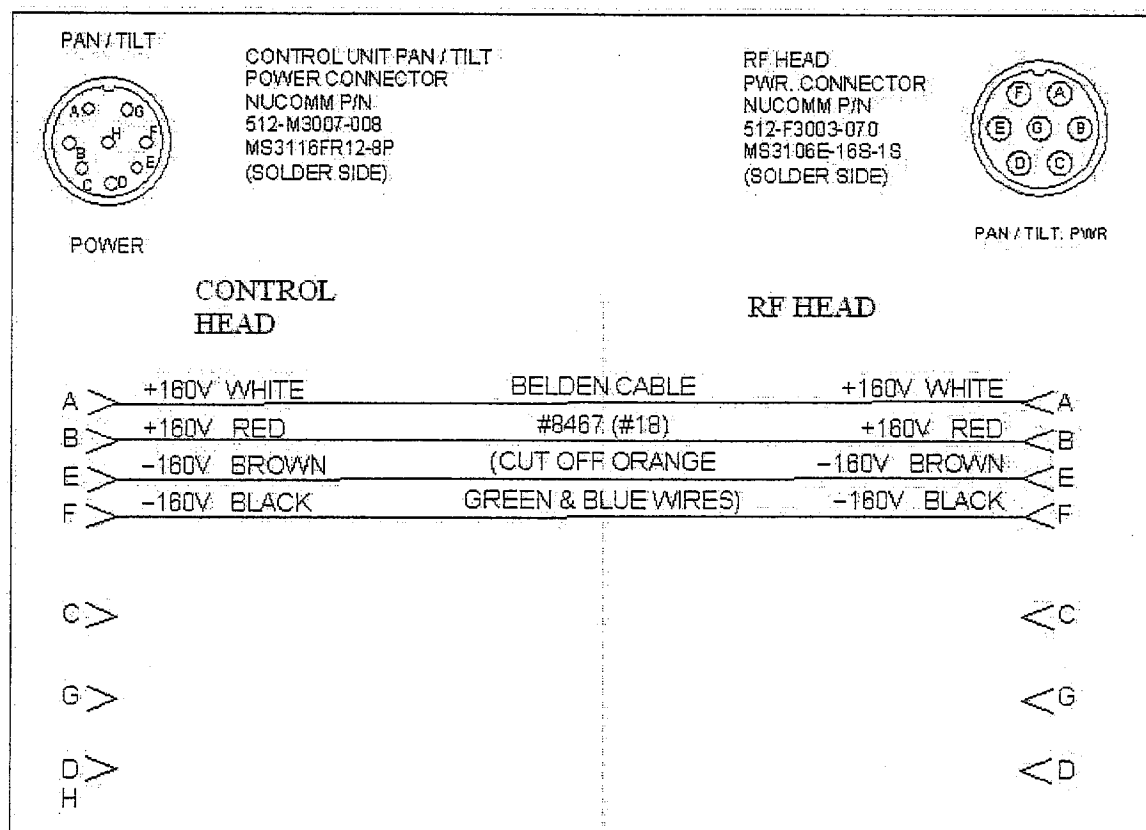 PAN / TILT
A
G
H
F
B
E
C
D
POWER
CONTROL UNIT PAN / TILT
POWER CONNECTOR
NUCOMM P/N
512-M3007-008
MS3116FR12-8P
(SOLDER SIDE)
RF HEAD
PWR. CONNECTOR
NUCOMM P/N
512-F3003-070
MS3106E-16S-1S
(SOLDER SIDE)
F A
E G B
D C
PAN / TILT. PWR
CONTROL
HEAD
RF HEAD
A +160V WHITE BELDEN CABLE +160V WHITE A
B +160V RED #8467 (#18) +160V RED B
E -160V BROWN (CUT OFF ORANGE -160V BROWN E
F -160V BLACK GREEN & BLUE WIRES) -160V BLACK F
C C
G G
D D
H